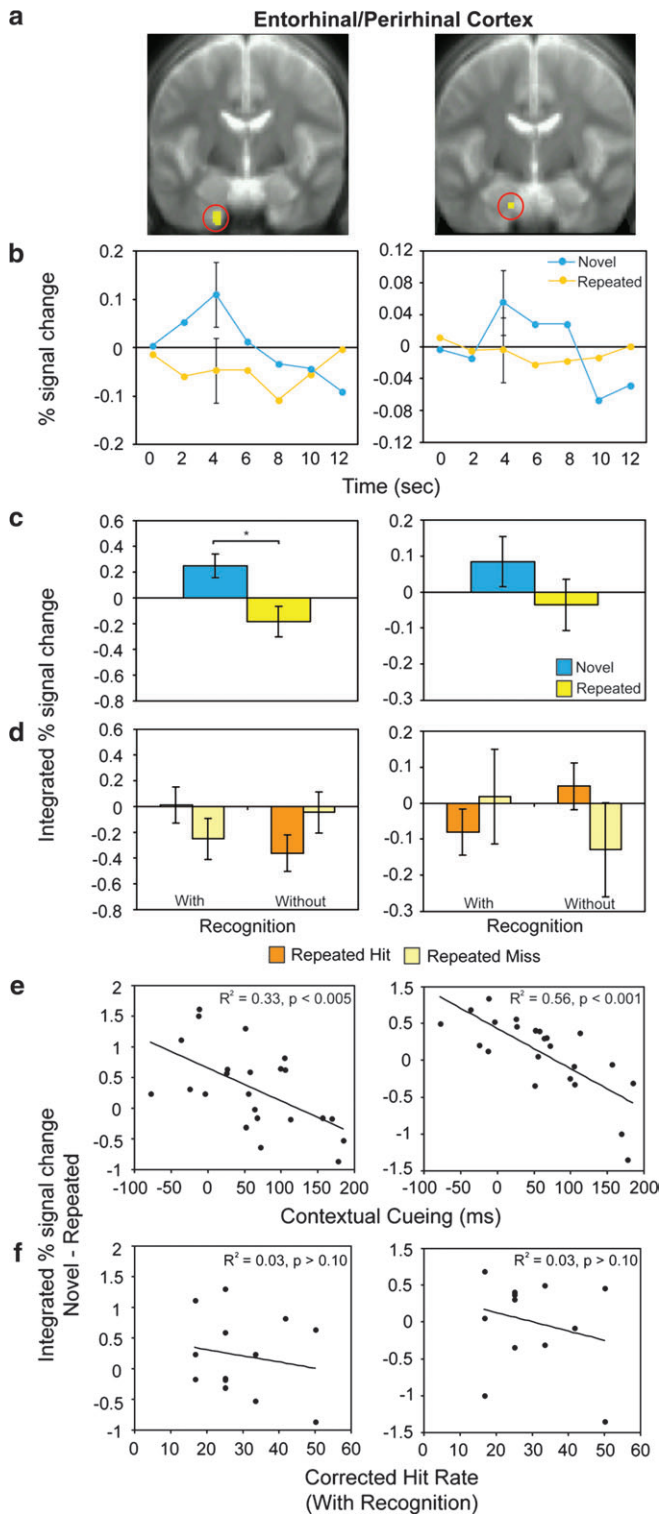 a
Entorhinal/Perirhinal Cortex
b
% signal change
0.2
0.1
0
-0.1
-0.2
0 2 4 6 8 10 12
0.12
0.08
0.04
0
-0.04
-0.08
-0.12
0 2 4 6 8 10 12
Novel
Repeated
Time (sec)
c
Integrated % signal change
0.6
0.4
0.2
0
-0.2
-0.4
-0.6
-0.8
*
0.2
0.1
0
-0.1
-0.2
-0.3
Novel
Repeated
d
0.6
0.4
0.2
0
-0.2
-0.4
-0.6
-0.8
With Without
Recognition
0.2
0.1
0
-0.1
-0.2
-0.3
With Without
Recognition
Repeated Hit Repeated Miss
e
Integrated % signal change
Novel - Repeated
2
1.5
1
0.5
0
-0.5
-1
R² = 0.33, p < 0.005
-100 -50 0 50 100 150 200
1.5
1
0.5
0
-0.5
-1
-1.5
R² = 0.56, p < 0.001
-100 -50 0 50 100 150 200
Contextual Cueing (ms)
f
2
1.5
1
0.5
0
-0.5
-1
R² = 0.03, p > 0.10
0 10 20 30 40 50 60
1.5
1
0.5
0
-0.5
-1
-1.5
R² = 0.03, p > 0.10
0 10 20 30 40 50 60
Corrected Hit Rate
(With Recognition)